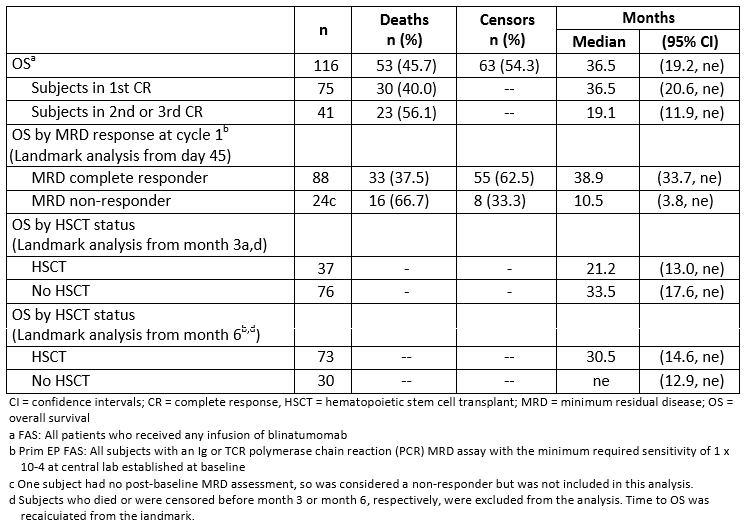 n Deaths n (%) Censors n (%) Months
Median (95% CI)
OSa 116 53 (45.7) 63 (54.3) 36.5 (19.2, ne)
Subjects in 1st CR 75 30 (40.0) -- 36.5 (20.6, ne)
Subjects in 2nd or 3rd CR 41 23 (56.1) -- 19.1 (11.9, ne)
OS by MRD response at cycle 1b
(Landmark analysis from day 45)
MRD complete responder 88 33 (37.5) 55 (62.5) 38.9 (33.7, ne)
MRD non-responder 24c 16 (66.7) 8 (33.3) 10.5 (3.8, ne)
OS by HSCT status
(Landmark analysis from month 3a,d)
HSCT 37 - - 21.2 (13.0, ne)
No HSCT 76 - - 33.5 (17.6, ne)
OS by HSCT status
(Landmark analysis from month 6b,d)
HSCT 73 -- -- 30.5 (14.6, ne)
No HSCT 30 -- -- ne (12.9, ne)
CI = confidence intervals; CR = complete response, HSCT = hematopoietic stem cell transplant; MRD = minimum residual disease; OS =
overall survival
a FAS: All patients who received any infusion of blinatumomab
b Prim EP FAS: All subjects with an Ig or TCR polymerase chain reaction (PCR) MRD assay with the minimum required sensitivity of 1 x
10-4 at central lab established at baseline
c One subject had no post-baseline MRD assessment, so was considered a non-responder but was not included in this analysis.
d Subjects who died or were censored before month 3 or month 6, respectively, were excluded from the analysis. Time to OS was
recalculated from the landmark.